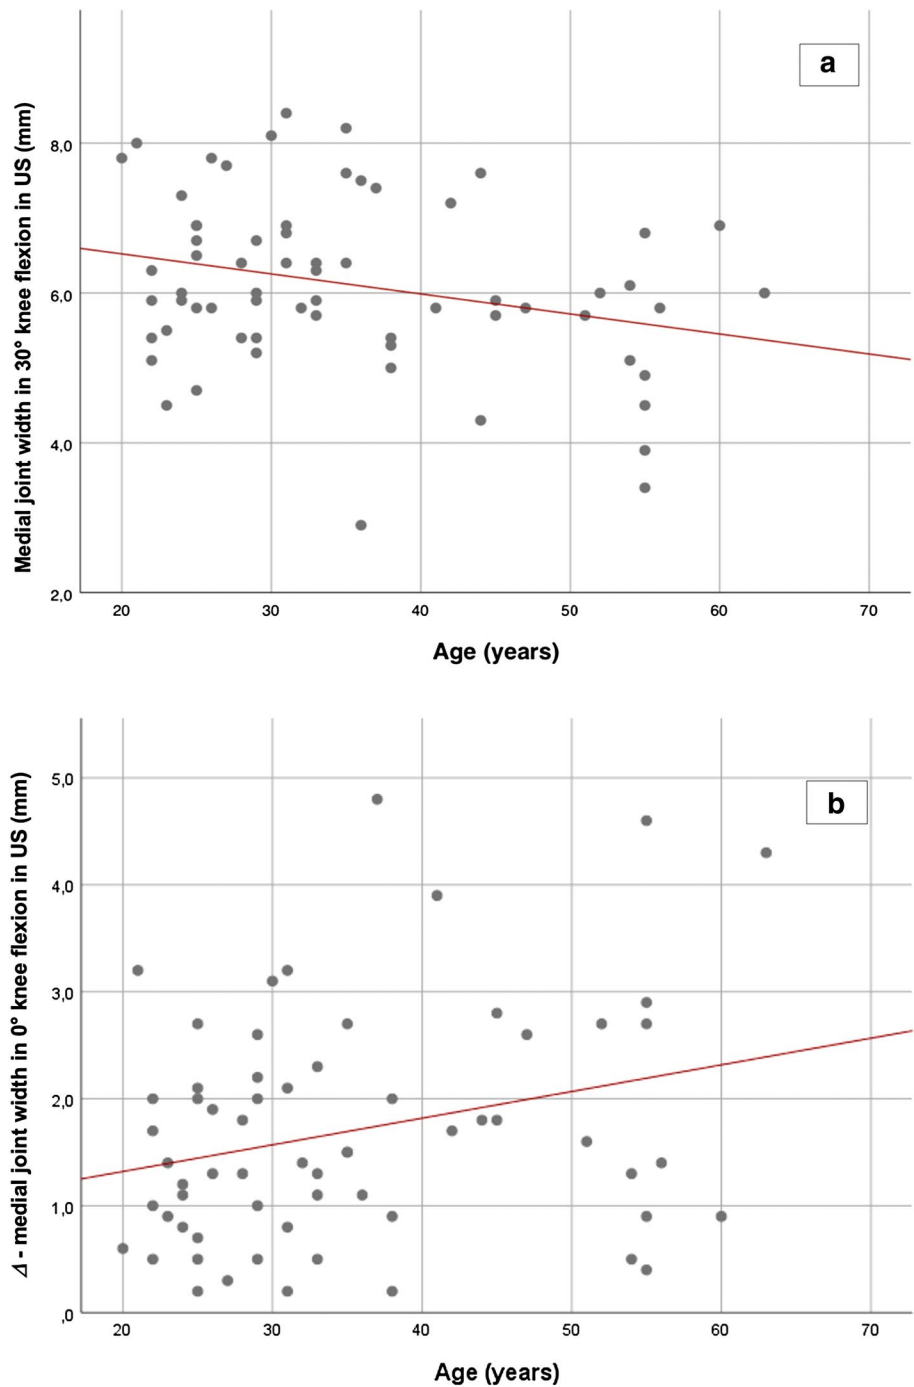 a
Medial joint width in 30° knee flexion in US (mm)
8,0
6,0
4,0
2,0
20 30 40 50 60 70
Age (years)
b
Δ - medial joint width in 0° knee flexion in US (mm)
5,0
4,0
3,0
2,0
1,0
,0
20 30 40 50 60 70
Age (years)